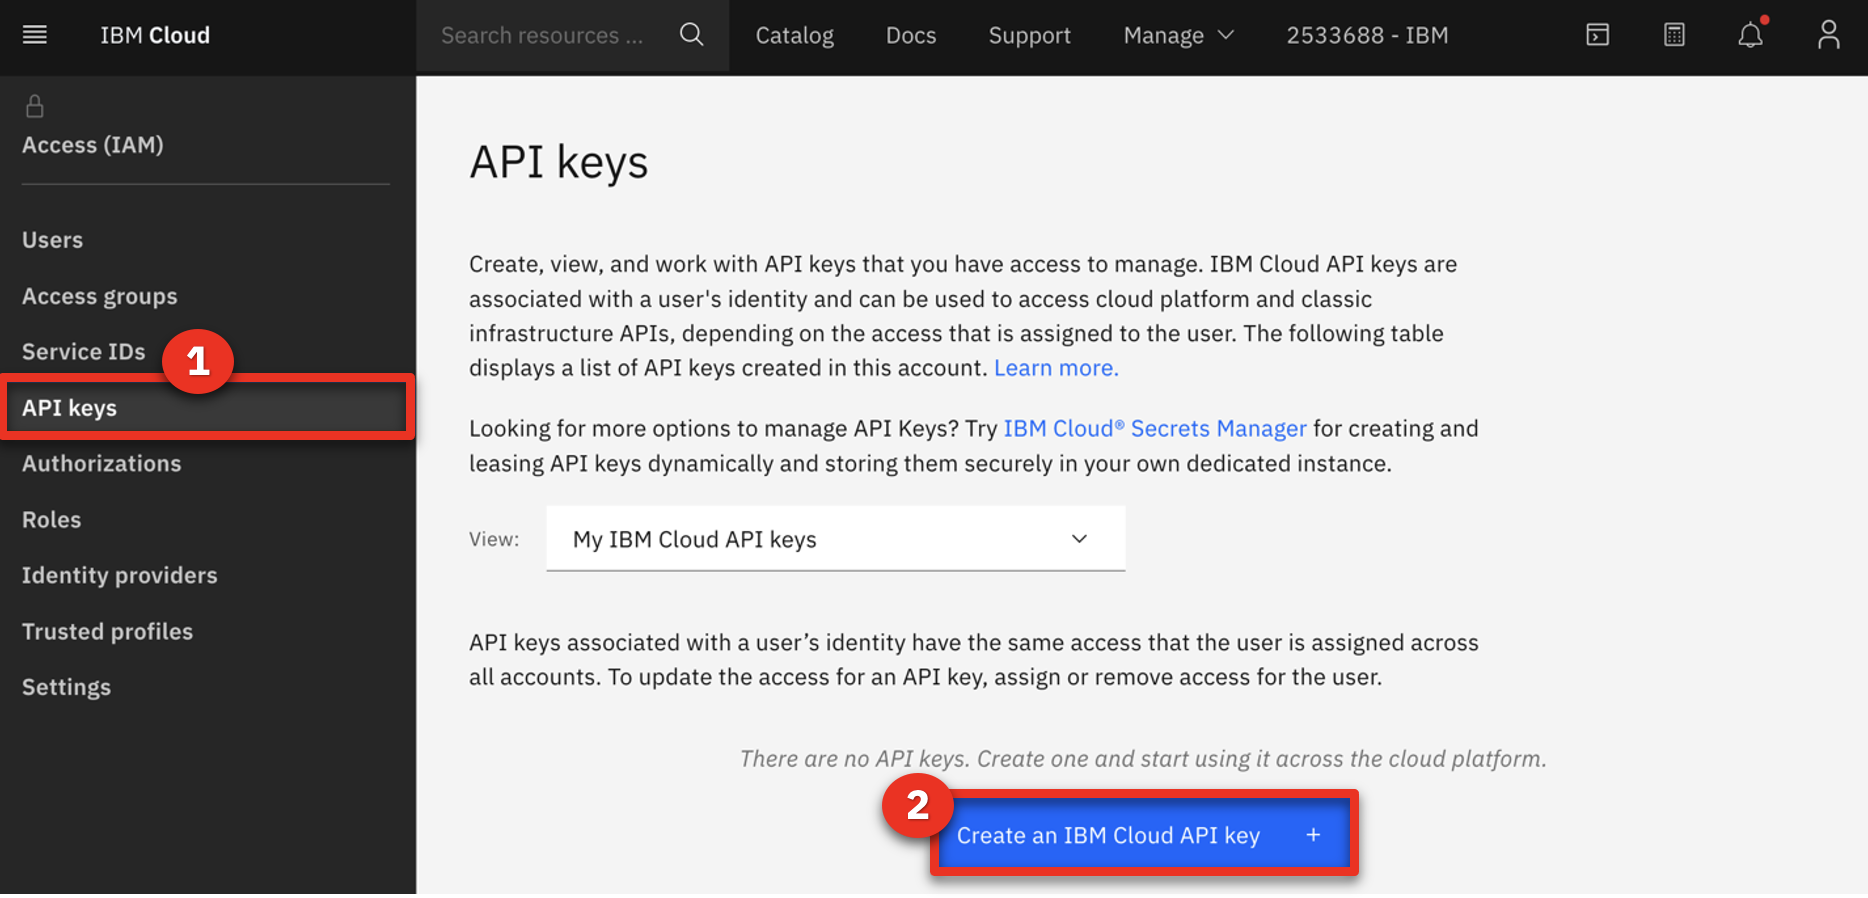 IBM Cloud
Search resources ...
Catalog
Docs
Support
Manage
2533688 - IBM
Access (IAM)
Users
Access groups
Service IDs
1
API keys
Authorizations
Roles
Identity providers
Trusted profiles
Settings
API keys
Create, view, and work with API keys that you have access to manage. IBM Cloud API keys are
associated with a user's identity and can be used to access cloud platform and classic
infrastructure APIs, depending on the access that is assigned to the user. The following table
displays a list of API keys created in this account. Learn more.
Looking for more options to manage API Keys? Try IBM Cloud® Secrets Manager for creating and
leasing API keys dynamically and storing them securely in your own dedicated instance.
View:
My IBM Cloud API keys
API keys associated with a user’s identity have the same access that the user is assigned across
all accounts. To update the access for an API key, assign or remove access for the user.
There are no API keys. Create one and start using it across the cloud platform.
2
Create an IBM Cloud API key +